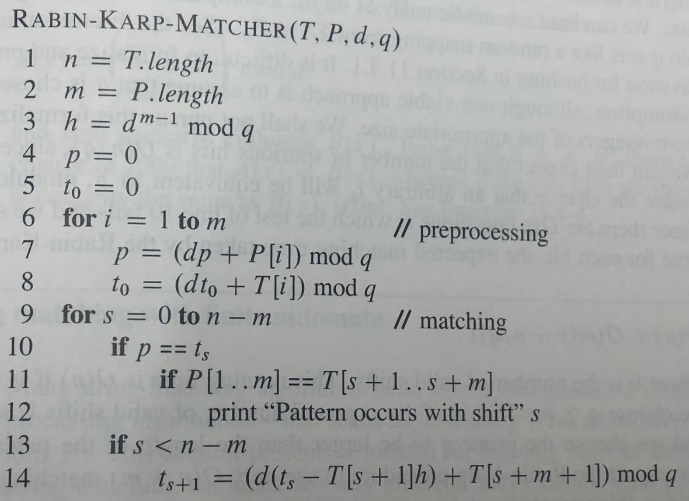 RABIN-KARP-MATCHER(T, P, d, q)
1 n = T.length
2 m = P.length
3 h = d^{m-1} mod q
4 p = 0
5 t₀ = 0
6 for i = 1 to m // preprocessing
7 p = (dp + P[i]) mod q
8 t₀ = (dt₀ + T[i]) mod q
9 for s = 0 to n - m // matching
10 if p == tₛ
11 if P[1..m] == T[s + 1..s + m]
12 print “Pattern occurs with shift” s
13 if s < n - m
14 tₛ₊₁ = (d(tₛ - T[s + 1]h) + T[s + m + 1]) mod q